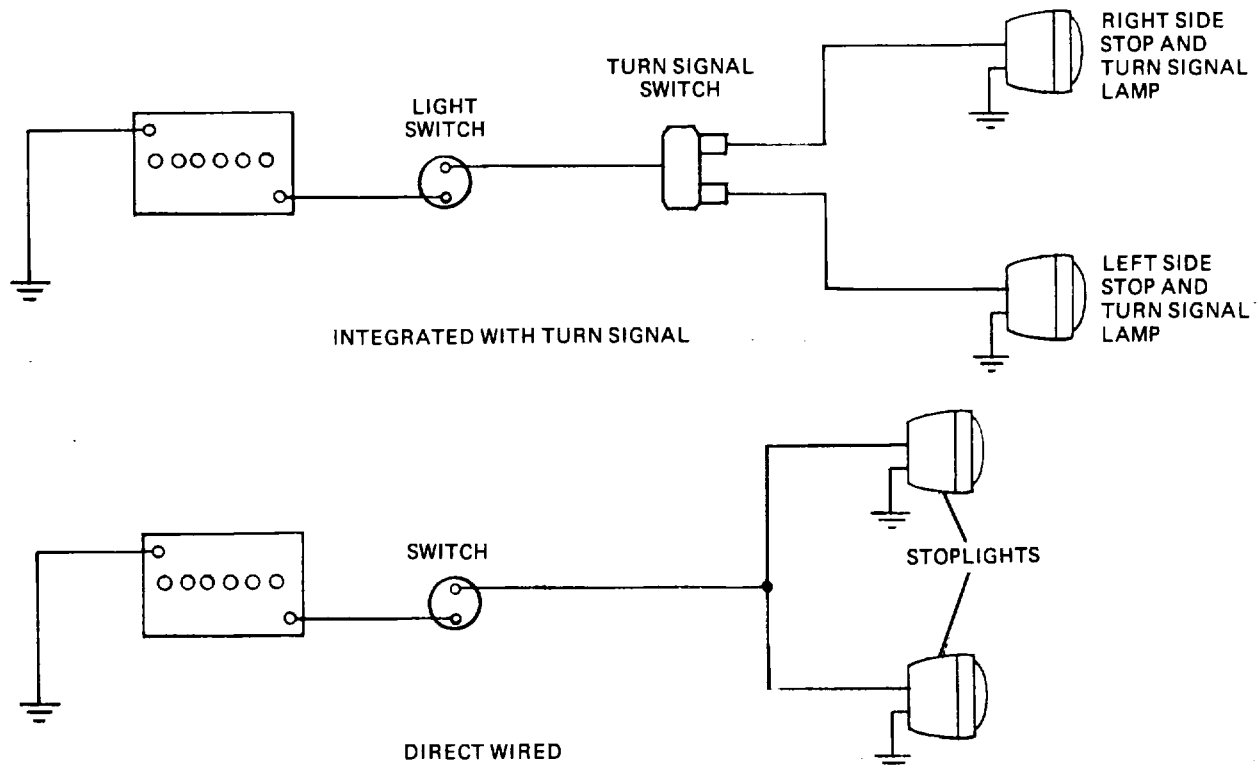 RIGHT SIDE
STOP AND
TURN SIGNAL
LAMP
TURN SIGNAL
SWITCH
LIGHT
SWITCH
LEFT SIDE
STOP AND
TURN SIGNAL
LAMP
INTEGRATED WITH TURN SIGNAL
SWITCH
STOPLIGHTS
DIRECT WIRED